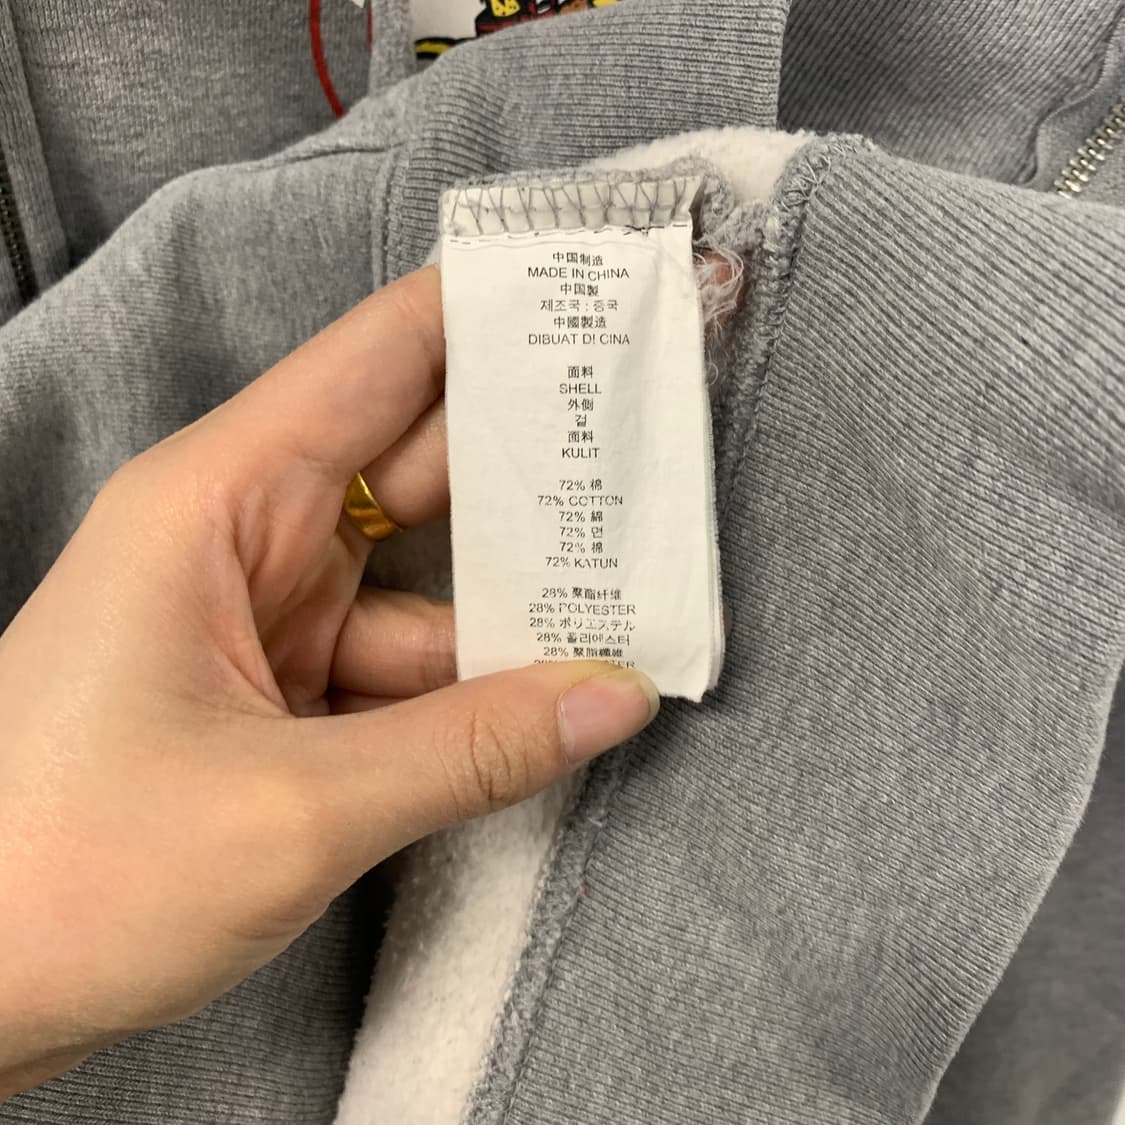 中国制造
MADE IN CHINA
中国製
제조국 : 중국
中國製造
DIBUAT DI CINA
面料
SHELL
外側
겉
面料
KULIT
72% 棉
72% COTTON
72% 綿
72% 면
72% 棉
72% KATUN
28% 聚酯纤维
28% POLYESTER
28% ポリエステル
28% 폴리에스터
28% 聚脂纖維